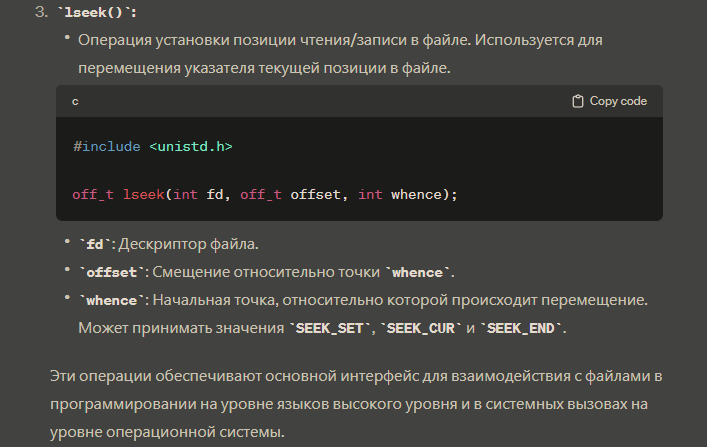 3. `lseek()`:
• Операция установки позиции чтения/записи в файле. Используется для
перемещения указателя текущей позиции в файле.
c Copy code
#include <unistd.h>
off_t lseek(int fd, off_t offset, int whence);
• `fd`: Дескриптор файла.
• `offset`: Смещение относительно точки `whence`.
• `whence`: Начальная точка, относительно которой происходит перемещение.
Может принимать значения `SEEK_SET`, `SEEK_CUR` и `SEEK_END`.
Эти операции обеспечивают основной интерфейс для взаимодействия с файлами в
программировании на уровне языков высокого уровня и в системных вызовах на
уровне операционной системы.